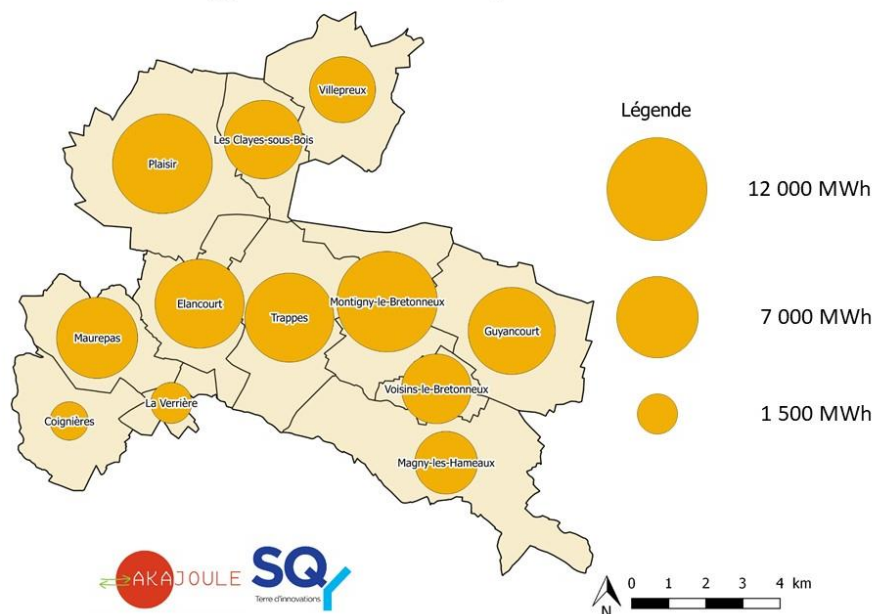 Villepreux
Les Clayes-sous-Bois
Plaisir
Légende
12 000 MWh
Elancourt
Trappes
Montigny-le-Bretonneux
Guyancourt
7 000 MWh
Maurepas
Voisins-le-Bretonneux
La Verrière
Coignières
1 500 MWh
Magny-les-Hameaux
AKAJOULE
SQY
Terre d'innovations
N
0 1 2 3 4 km